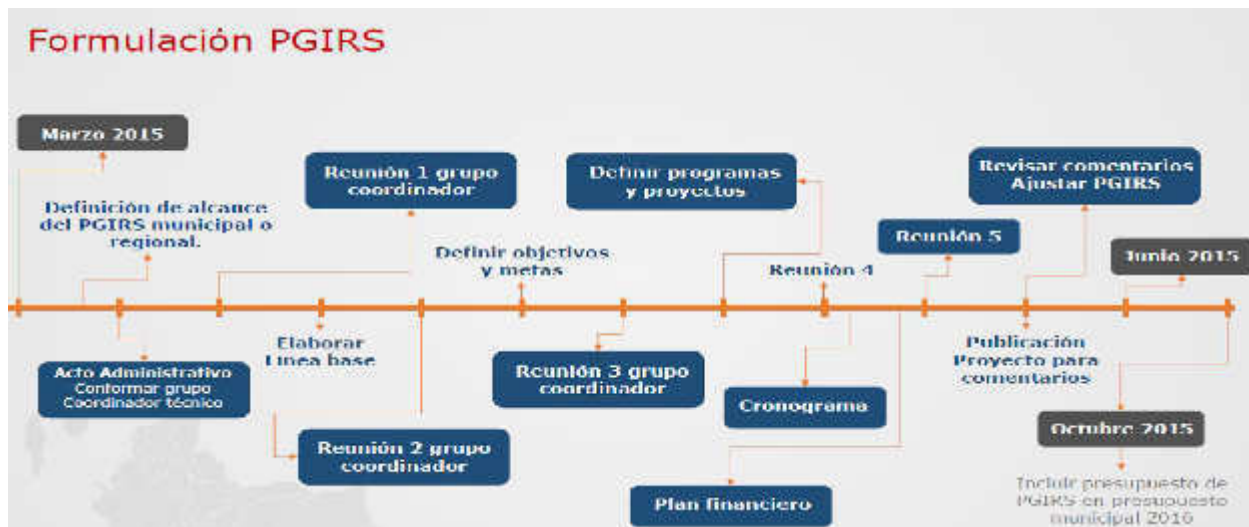 Formulación PGIRS
Marzo 2015
Definición de alcance
del PGIRS municipal o
regional.
Acto Administrativo
Conformar grupo
Coordinador técnico
Reunión 1 grupo
coordinador
Elaborar
Línea base
Reunión 2 grupo
coordinador
Definir objetivos
y metas
Reunión 3 grupo
coordinador
Definir programas
y proyectos
Reunión 4
Cronograma
Plan financiero
Reunión 5
Publicación
Proyecto para
comentarios
Revisar comentarios
Ajustar PGIRS
Junio 2015
Octubre 2015
Incluir presupuesto de
PGIRS en presupuesto
municipal 2016